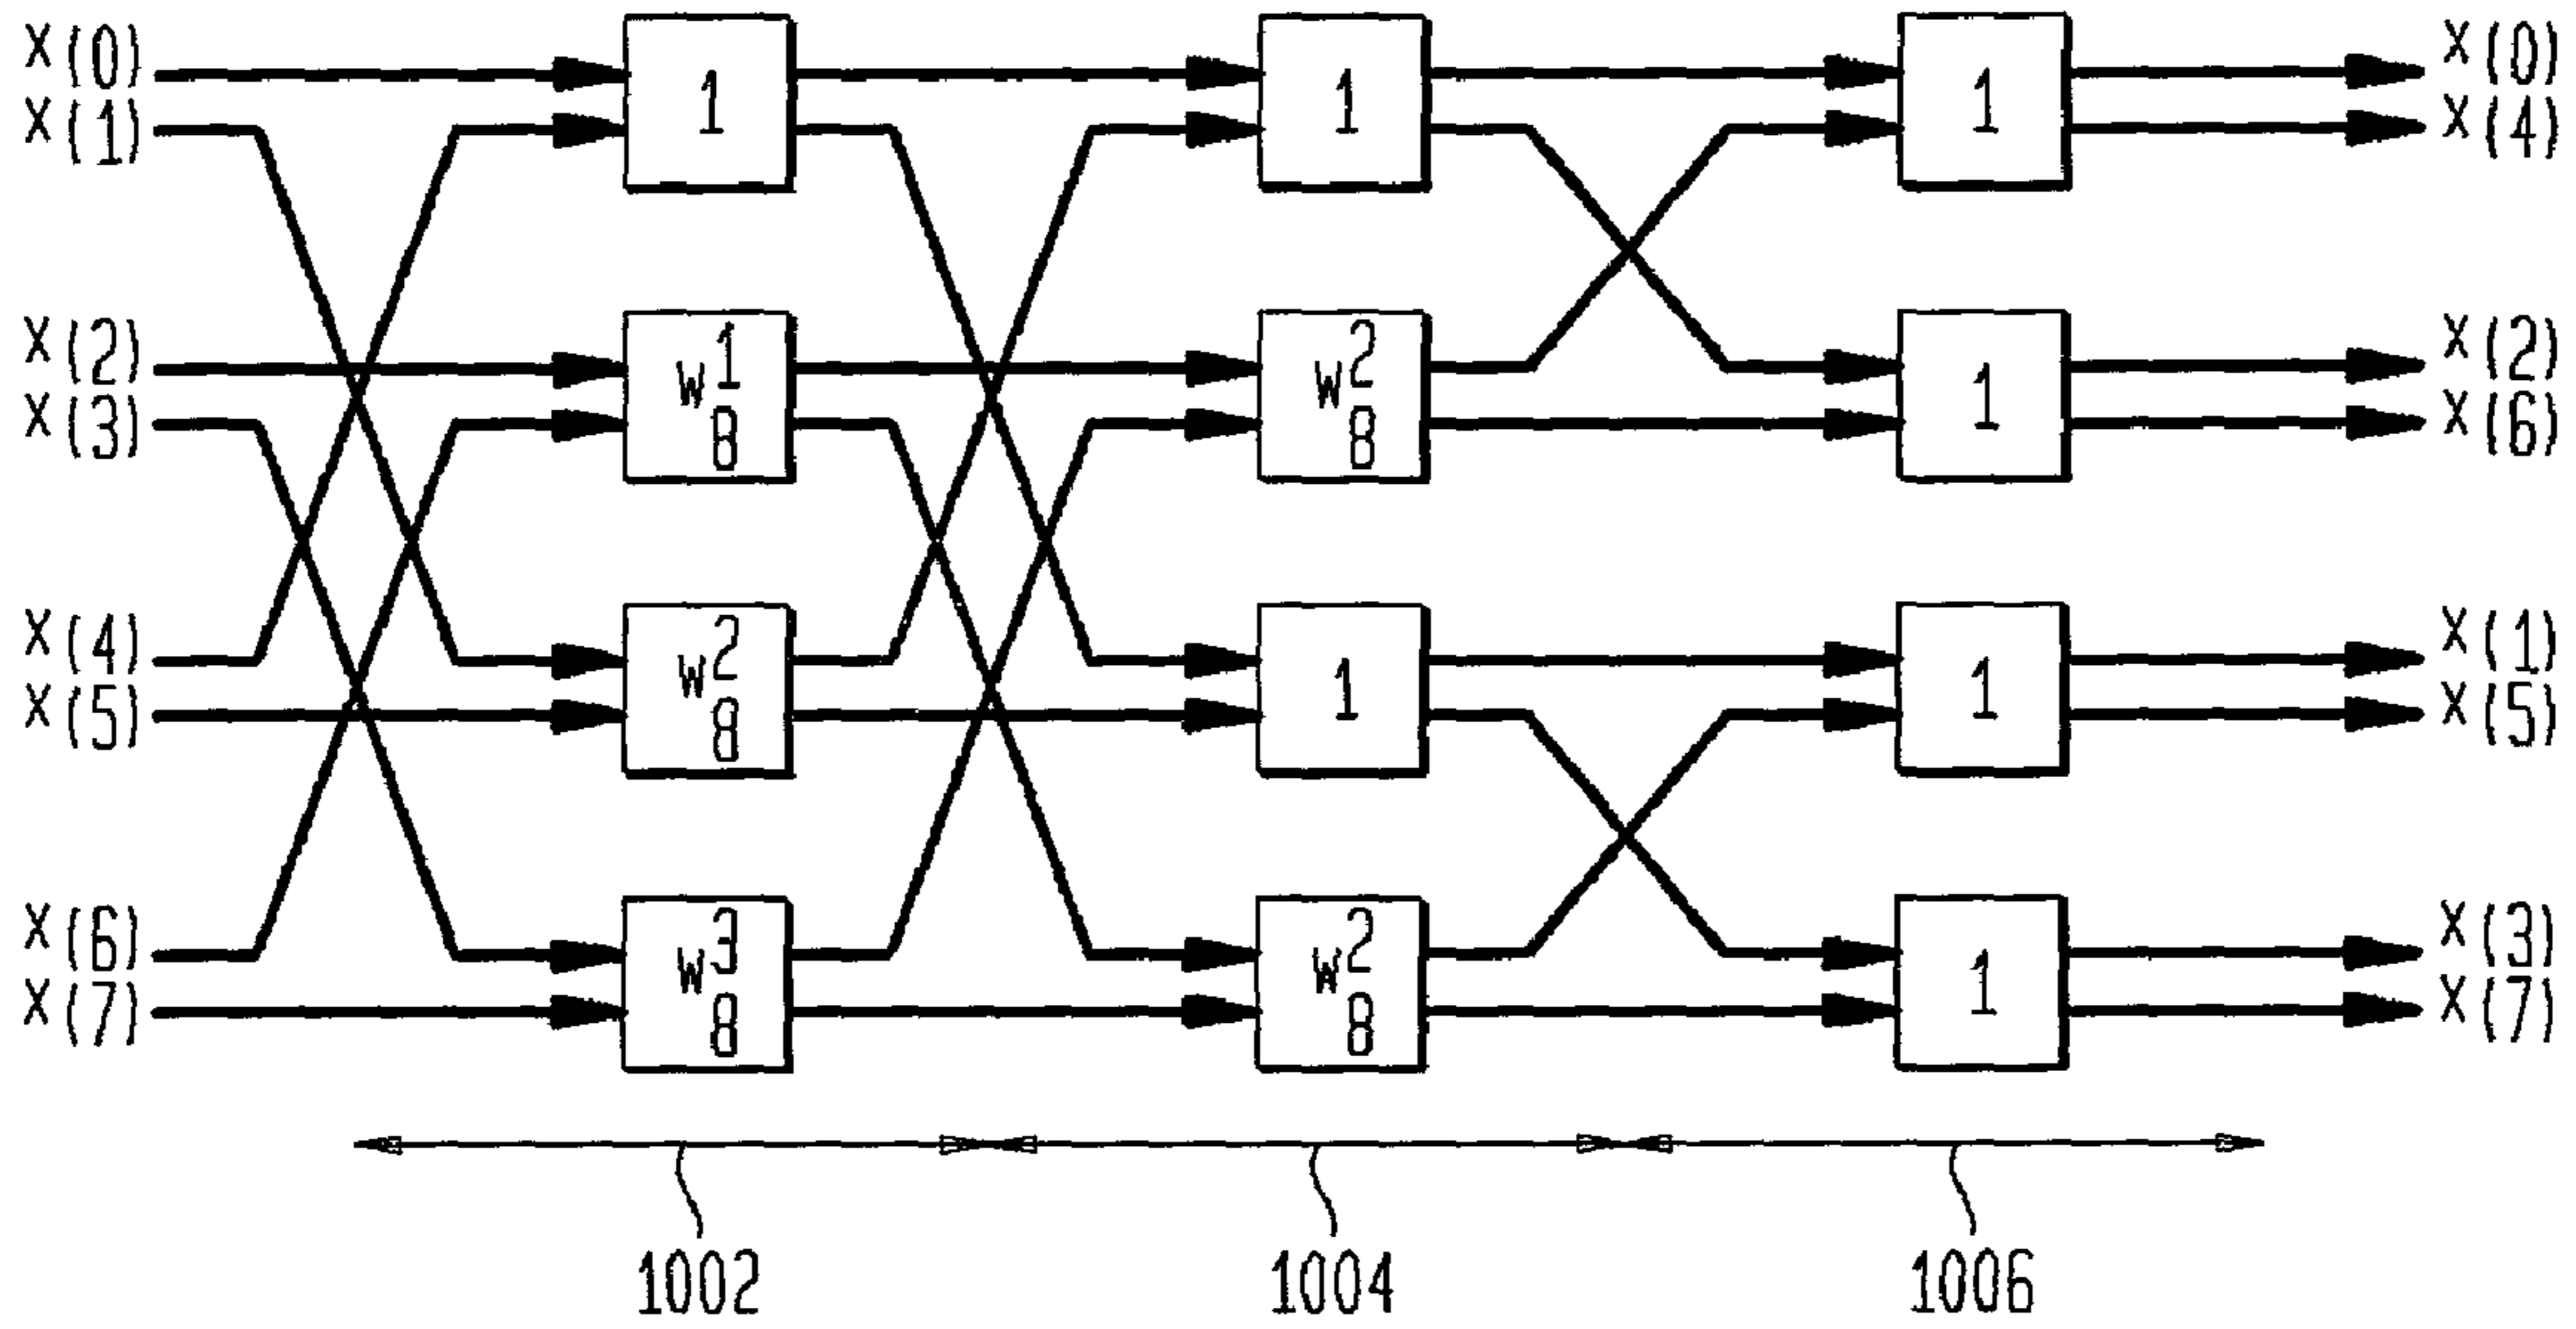 X(0) 1 1 1 X(0)
X(1) X(4)
X(2) W 1 8 W 2 8 1 X(2)
X(3) X(6)
X(4) W 2 8 1 1 X(1)
X(5) X(5)
X(6) W 3 8 W 2 8 1 X(3)
X(7) X(7)
1002 1004 1006